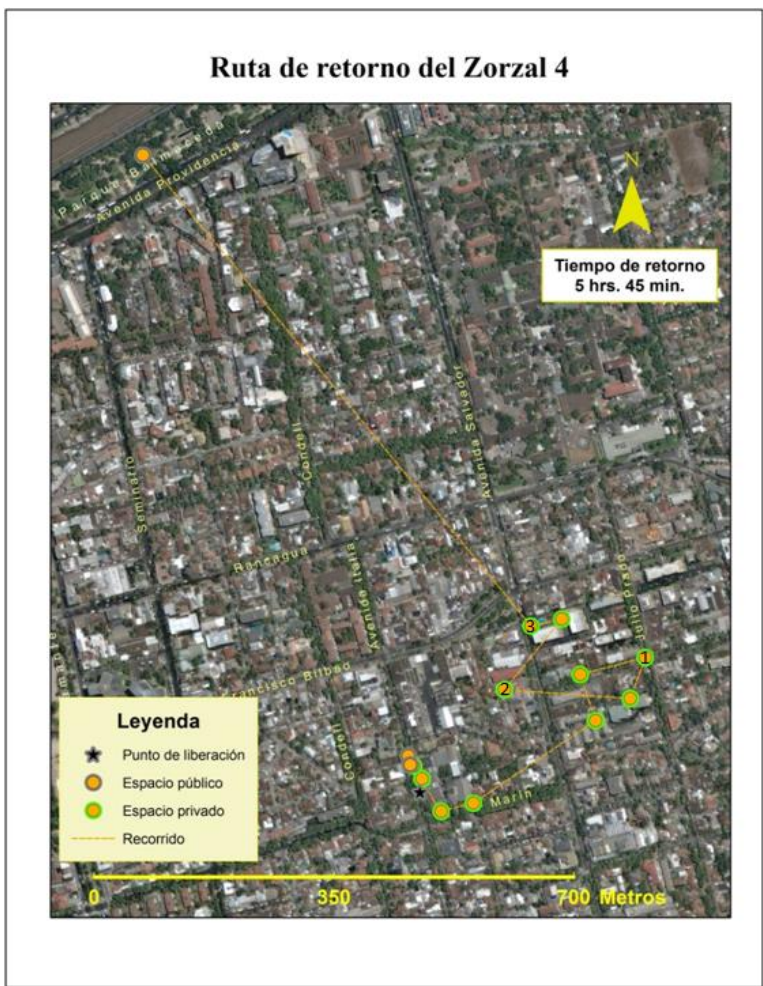 Ruta de retorno del Zorzal 4
Parque Balmaceda
Avenida Providencia
N
Tiempo de retorno
5 hrs. 45 min.
Seminario
Condell
Avenida Salvador
Rancagua
Avenida Italia
Julio Prado
Francisco Bilbao
3
1
2
Condell
Marín
Leyenda
Punto de liberación
Espacio público
Espacio privado
Recorrido
0 350 700 Metros